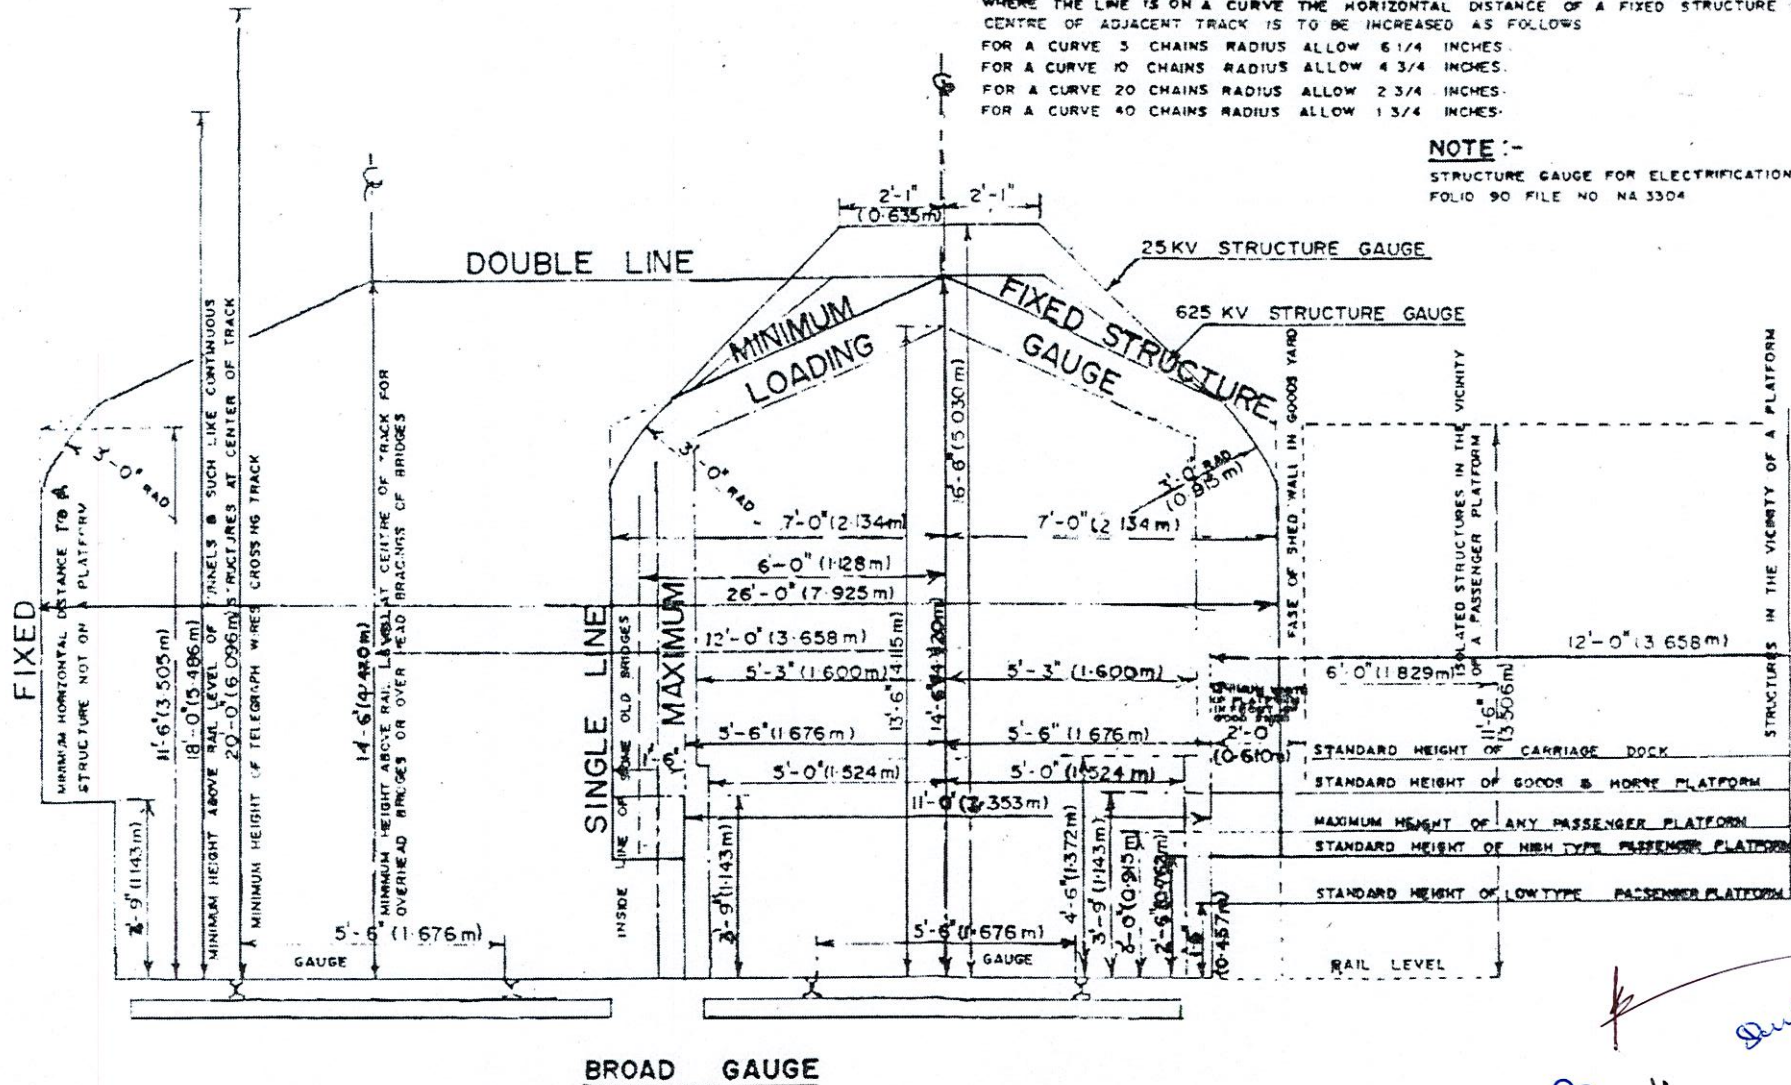 WHERE THE LINE IS ON A CURVE THE HORIZONTAL DISTANCE OF A FIXED STRUCTURE
CENTRE OF ADJACENT TRACK IS TO BE INCREASED AS FOLLOWS
FOR A CURVE 5 CHAINS RADIUS ALLOW 6 1/4 INCHES.
FOR A CURVE 10 CHAINS RADIUS ALLOW 4 3/4 INCHES.
FOR A CURVE 20 CHAINS RADIUS ALLOW 2 3/4 INCHES.
FOR A CURVE 40 CHAINS RADIUS ALLOW 1 3/4 INCHES.
NOTE :-
STRUCTURE GAUGE FOR ELECTRIFICATION
FOLIO 90 FILE NO NA 3304
2'-1" 2'-1"
(0.635m)
25 KV STRUCTURE GAUGE
DOUBLE LINE
625 KV STRUCTURE GAUGE
MINIMUM FIXED STRUCTURE
LOADING GAUGE
16-6" (5 030m)
3'-0" RAD
3'-0" RAD
3'-0" RAD
(0.915m)
7'-0" (2.134m) 7'-0" (2 134m)
6'-0" (1.128m)
26'-0" (7.925m)
12'-0" (3.658m) 12'-0" (3.658m)
5'-3" (1.600m) 5'-3" (1.600m) 6'-0" (1.829m)
5'-6" (1.676m) 5'-6" (1.676m) 2'-0"
(0.610m)
5'-0" (1.524m) 5'-0" (1.524m)
FIXED
MINIMUM HORIZONTAL DISTANCE TO A
STRUCTURE NOT ON A PLATFORM
11'-6" (3.505m)
18'-0" (5.486m)
MINIMUM HEIGHT ABOVE RAIL LEVEL OF TUNNELS & SUCH LIKE CONTINUOUS
20'-0" (6.096m) STRUCTURES AT CENTER OF TRACK
MINIMUM HEIGHT OF TELEGRAPH WIRES CROSSING TRACK
14'-6" (4.420m)
MINIMUM HEIGHT ABOVE RAIL LEVEL AT CENTRE OF TRACK FOR
OVERHEAD BRIDGES OR OVER HEAD BRACINGS OF BRIDGES
SINGLE LINE
INSIDE LINE OF SOME OLD BRIDGES
MAXIMUM
1'-6"
13'-6" 4.115m)
14'-6" (4.420m)
FASE OF SHED WALL IN GOODS YARD
ISOLATED STRUCTURES IN THE VICINITY
OF A PASSENGER PLATFORM
11'-6"
(3.506m)
STRUCTURES IN THE VICINITY OF A PLATFORM
STANDARD HEIGHT OF CARRIAGE DOCK
STANDARD HEIGHT OF GOODS & HORSE PLATFORM
MAXIMUM HEIGHT OF ANY PASSENGER PLATFORM
STANDARD HEIGHT OF HIGH TYPE PASSENGER PLATFORM
STANDARD HEIGHT OF LOW TYPE PASSENGER PLATFORM
(1.143m)
(1.143m)
4'-6" (1.372m)
3'-9" (1.143m)
(0.915m)
2'-6" (0.762m)
1'-6"
(0.457m)
5'-6" (1.676m) 5'-6" (1.676m)
GAUGE GAUGE
RAIL LEVEL
BROAD GAUGE